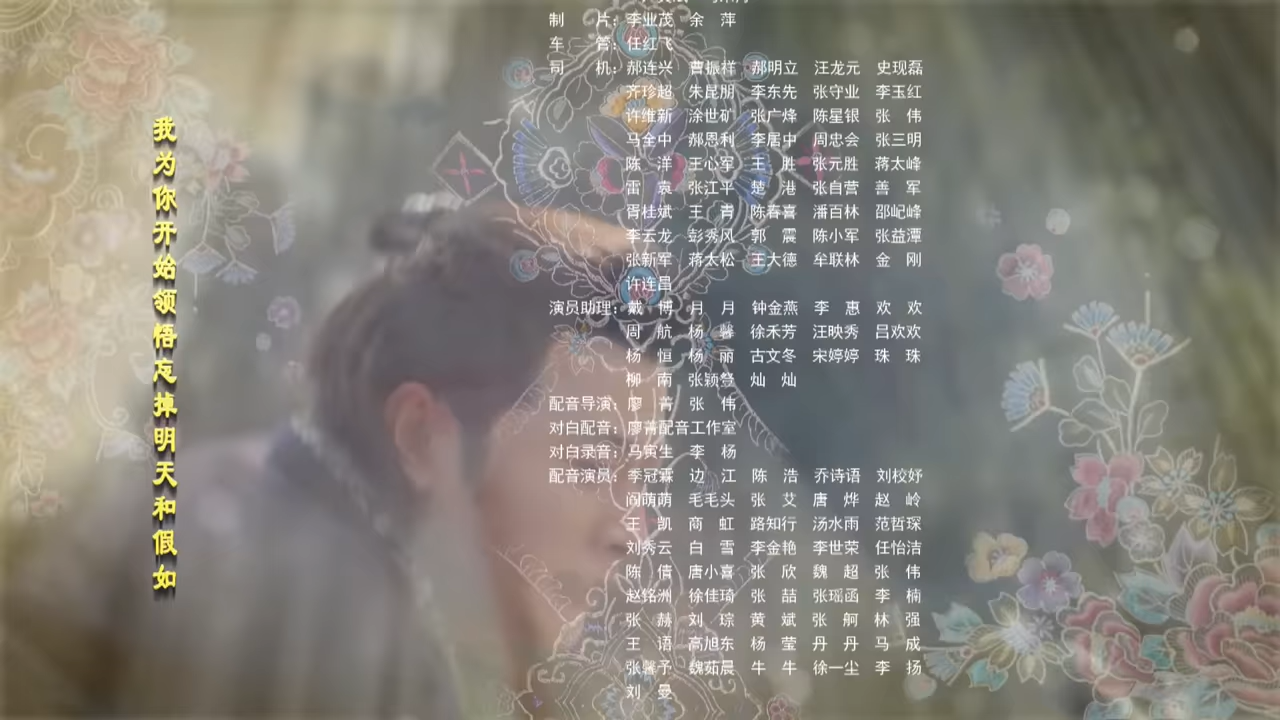 我为你开始领悟忘掉明天和假如
制　片：李业茂　余　萍
车　管：任红飞
司　机：郝连兴　曹振祥　郝明立　汪龙元　史现磊
齐珍超　朱昆朋　李东先　张守业　李玉红
许维新　涂世矿　张广烽　陈星银　张　伟
马全中　郝恩利　李居中　周忠会　张三明
陈　洋　王心军　王　胜　张元胜　蒋太峰
雷　袁　张江平　楚　港　张自营　善　军
胥桂斌　王　青　陈春喜　潘百林　邵屺峰
李云龙　彭秀风　郭　震　陈小军　张益潭
张新军　蒋太松　王大德　牟联林　金　刚
许连昌
演员助理：戴　博　月　月　钟金燕　李　惠　欢　欢
周　航　杨　馨　徐禾芳　汪映秀　吕欢欢
杨　恒　杨　丽　古文冬　宋婷婷　珠　珠
柳　南　张颖　灿　灿
配音导演：廖　菁　张　伟
对白配音：廖菁配音工作室
对白录音：马寅生　李　杨
配音演员：季冠霖　边　江　陈　浩　乔诗语　刘校妤
阎萌萌　毛毛头　张　艾　唐　烨　赵　岭
王　凯　商　虹　路知行　汤水雨　范哲琛
刘秀云　白　雪　李金艳　李世荣　任怡洁
陈　倩　唐小喜　张　欣　魏　超　张　伟
赵铭洲　徐佳琦　张　喆　张瑶函　李　楠
张　赫　刘　琮　黄　斌　张　舸　林　强
王　语　高旭东　杨　莹　丹　丹　马　成
张馨予　魏茹晨　牛　牛　徐一尘　李　扬
刘　曼